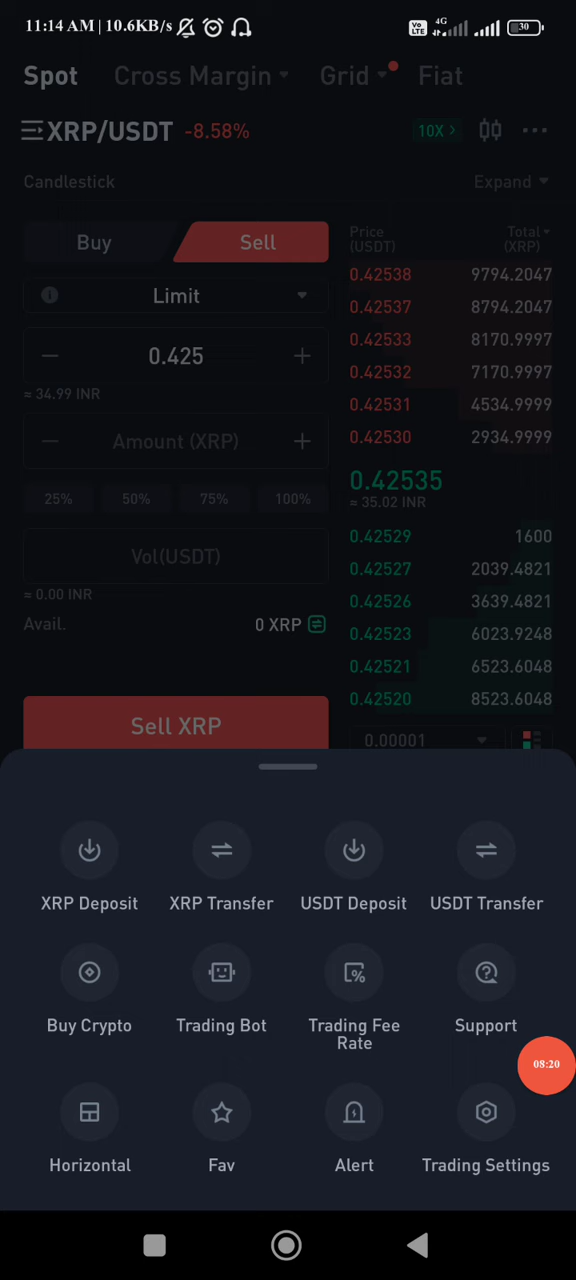 11:14 AM | 10.6KB/s
Vo LTE 4G 30
Spot Cross Margin Grid Fiat
XRP/USDT -8.58% 10X >
Candlestick Expand
Buy Sell
Price (USDT) Total (XRP)
0.42538 9794.2047
Limit
0.42537 8794.2047
0.42533 8170.9997
0.425
0.42532 7170.9997
≈ 34.99 INR
0.42531 4534.9999
Amount (XRP)
0.42530 2934.9999
25% 50% 75% 100%
0.42535
≈ 35.02 INR
0.42529 1600
Vol(USDT)
0.42527 2039.4821
≈ 0.00 INR
0.42526 3639.4821
Avail. 0 XRP
0.42523 6023.9248
0.42521 6523.6048
0.42520 8523.6048
Sell XRP
0.00001
XRP Deposit XRP Transfer USDT Deposit USDT Transfer
Buy Crypto Trading Bot Trading Fee Rate Support
08:20
Horizontal Fav Alert Trading Settings